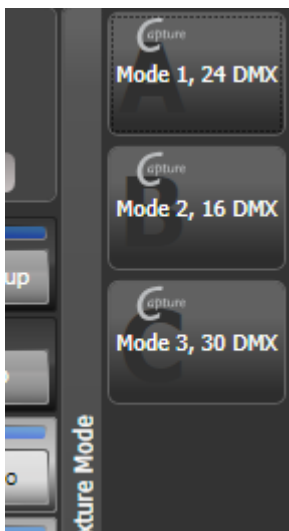 Capture
A
Mode 1, 24 DMX
Capture
B
Mode 2, 16 DMX
Capture
C
Mode 3, 30 DMX
up
o
xture Mode